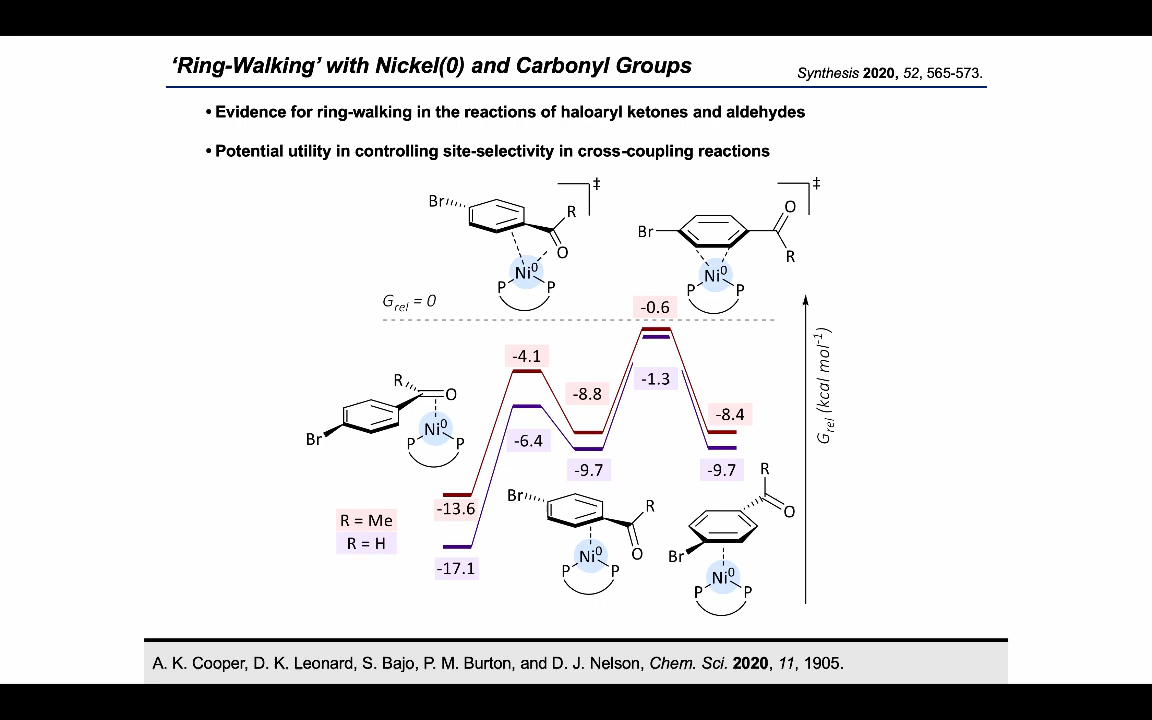 ‘Ring-Walking’ with Nickel(0) and Carbonyl Groups
Synthesis 2020, 52, 565-573.
• Evidence for ring-walking in the reactions of haloaryl ketones and aldehydes
• Potential utility in controlling site-selectivity in cross-coupling reactions
‡
‡
Br
R
O
Ni⁰
P
P
Br
O
R
Ni⁰
P
P
G_rel = 0
-0.6
-4.1
-1.3
-8.8
-8.4
-6.4
-9.7
-9.7
-13.6
-17.1
G_rel (kcal mol⁻¹)
R
O
Br
Ni⁰
P
P
R = Me
R = H
Br
R
O
Ni⁰
P
P
R
O
Br
Ni⁰
P
P
A. K. Cooper, D. K. Leonard, S. Bajo, P. M. Burton, and D. J. Nelson, Chem. Sci. 2020, 11, 1905.